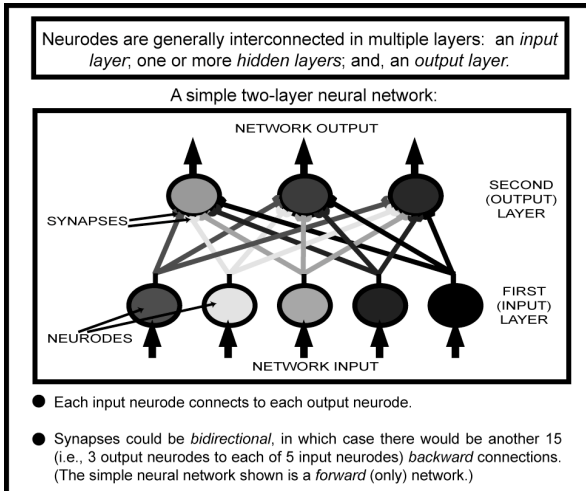 Neurodes are generally interconnected in multiple layers: an input
layer; one or more hidden layers; and, an output layer.
A simple two-layer neural network:
NETWORK OUTPUT
SECOND
(OUTPUT)
LAYER
SYNAPSES
FIRST
(INPUT)
LAYER
NEURODES
NETWORK INPUT
● Each input neurode connects to each output neurode.
● Synapses could be bidirectional, in which case there would be another 15
(i.e., 3 output neurodes to each of 5 input neurodes) backward connections.
(The simple neural network shown is a forward (only) network.)